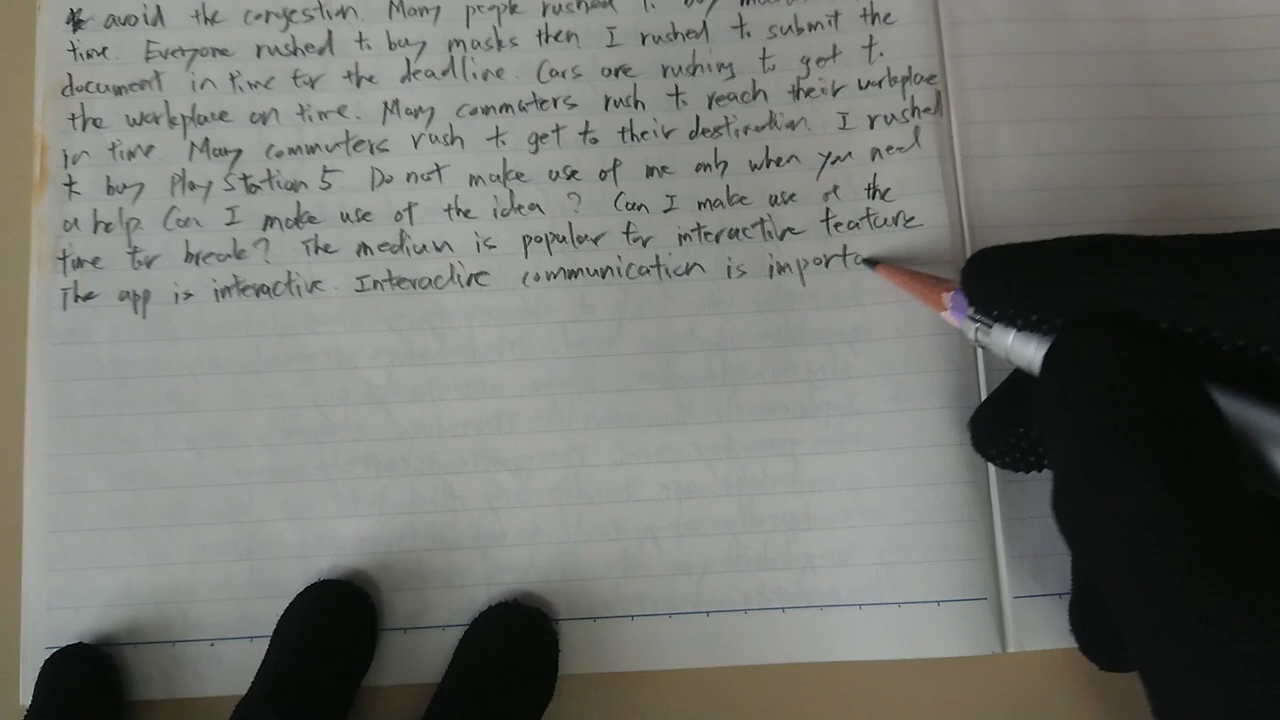 avoid the congestion. Many people rushed to buy
time. Everyone rushed to buy masks then I rushed to submit the
document in time for the deadline. Cars are rushing to get t.
the workplace on time. Many commuters rush to reach their workplace
in time. Many commuters rush to get to their destination. I rushed
to buy PlayStation 5. Do not make use of me only when you need
a help. Can I make use of the idea? Can I make use of the
time for break? The medium is popular for interactive feature
The app is interactive. Interactive communication is importa